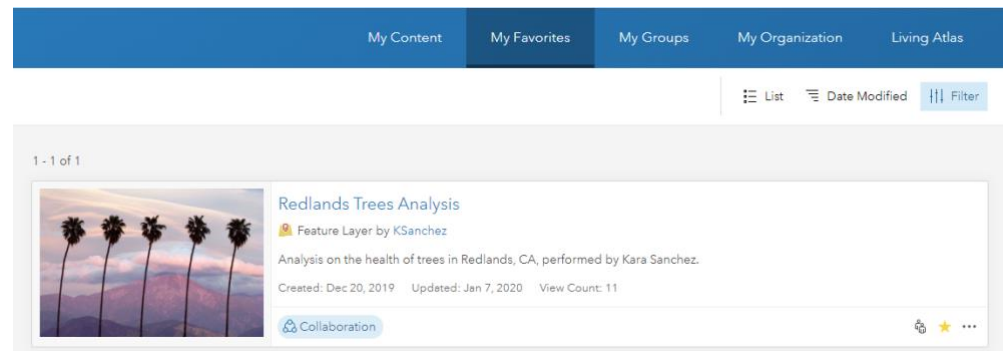 My Content My Favorites My Groups My Organization Living Atlas
List Date Modified Filter
1 - 1 of 1
Redlands Trees Analysis
Feature Layer by KSanchez
Analysis on the health of trees in Redlands, CA, performed by Kara Sanchez.
Created: Dec 20, 2019 Updated: Jan 7, 2020 View Count: 11
Collaboration